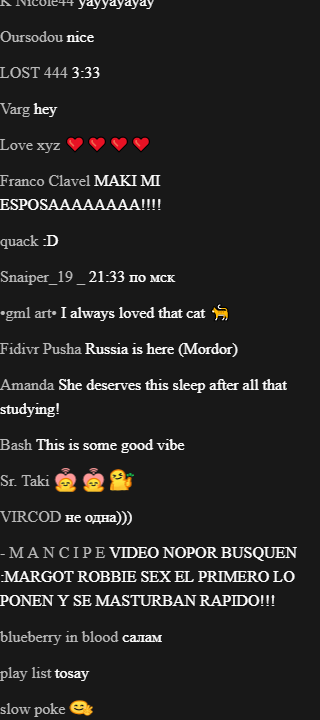 K Nicole44 yayyayayay
Oursodou nice
LOST 444 3:33
Varg hey
Love xyz ❤️❤️❤️❤️
Franco Clavel MAKI MI
ESPOSAAAAAAAA!!!!
quack :D
Snaiper_19 _ 21:33 по мск
•gml art• I always loved that cat 🐈
Fidivr Pusha Russia is here (Mordor)
Amanda She deserves this sleep after all that
studying!
Bash This is some good vibe
Sr. Taki
VIRCOD не одна)))
- M A N C I P E VIDEO NOPOR BUSQUEN
:MARGOT ROBBIE SEX EL PRIMERO LO
PONEN Y SE MASTURBAN RAPIDO!!!
blueberry in blood салам
play list tosay
slow poke